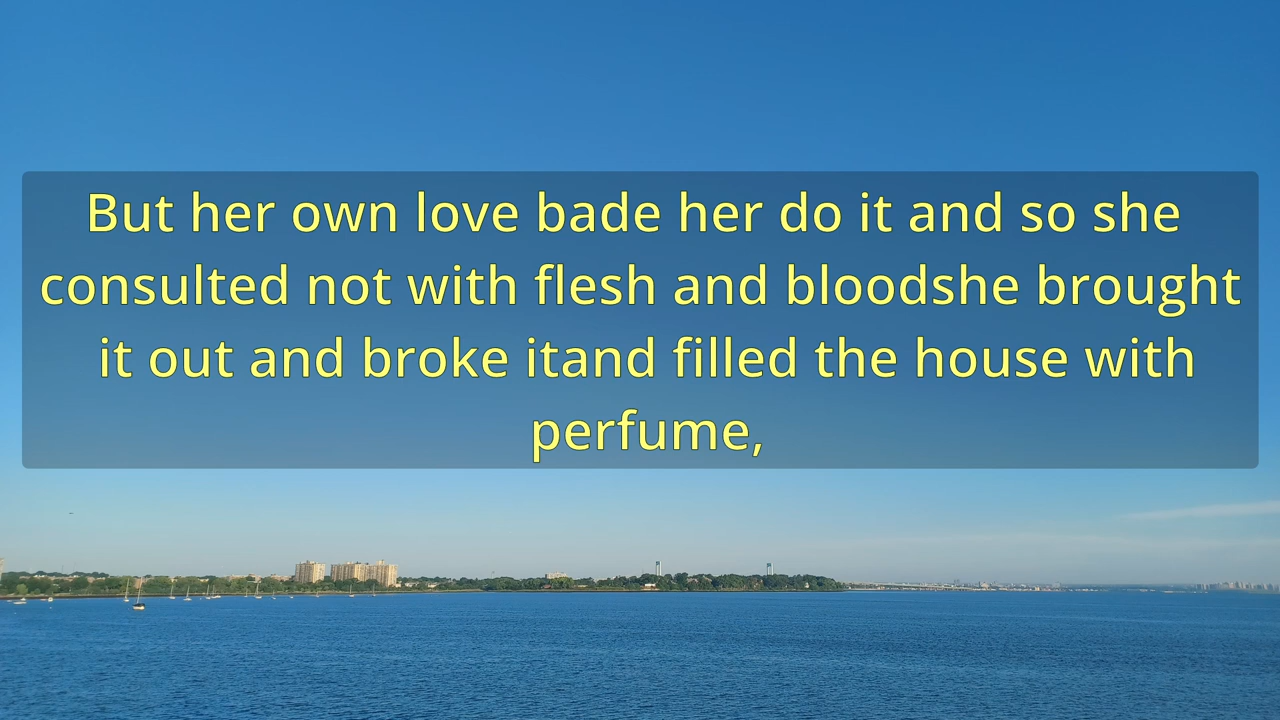 But her own love bade her do it and so she
consulted not with flesh and bloodshe brought
it out and broke itand filled the house with
perfume,